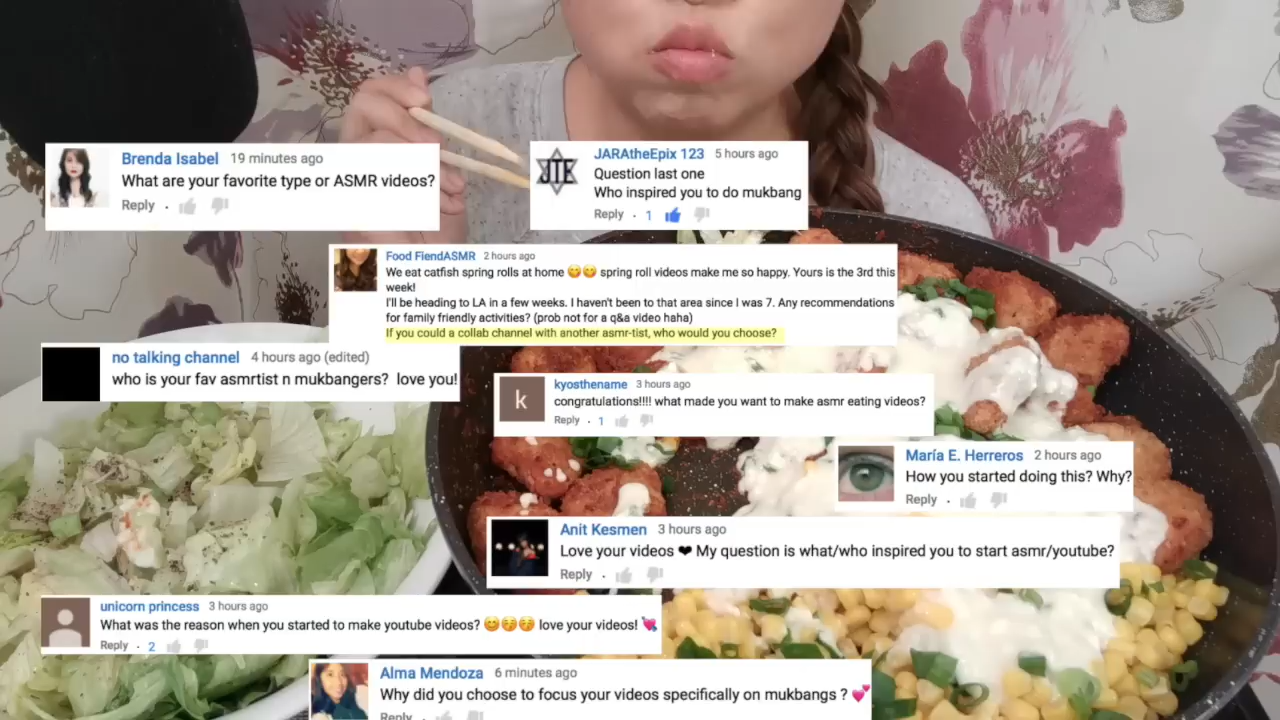 Brenda Isabel 19 minutes ago
What are your favorite type or ASMR videos?
Reply
JTE
JARAtheEpix 123 5 hours ago
Question last one
Who inspired you to do mukbang
Reply · 1
Food FiendASMR 2 hours ago
We eat catfish spring rolls at home 😋😋 spring roll videos make me so happy. Yours is the 3rd this
week!
I'll be heading to LA in a few weeks. I haven't been to that area since I was 7. Any recommendations
for family friendly activities? (prob not for a q&a video haha)
If you could a collab channel with another asmr-tist, who would you choose?
no talking channel 4 hours ago (edited)
who is your fav asmrtist n mukbangers? love you!
k
kyosthename 3 hours ago
congratulations!!!! what made you want to make asmr eating videos?
Reply · 1
María E. Herreros 2 hours ago
How you started doing this? Why?
Reply ·
Anit Kesmen 3 hours ago
Love your videos ❤ My question is what/who inspired you to start asmr/youtube?
Reply ·
unicorn princess 3 hours ago
What was the reason when you started to make youtube videos? 😊😚😚 love your videos! 💘
Reply · 2
Alma Mendoza 6 minutes ago
Why did you choose to focus your videos specifically on mukbangs ? 💕
Reply